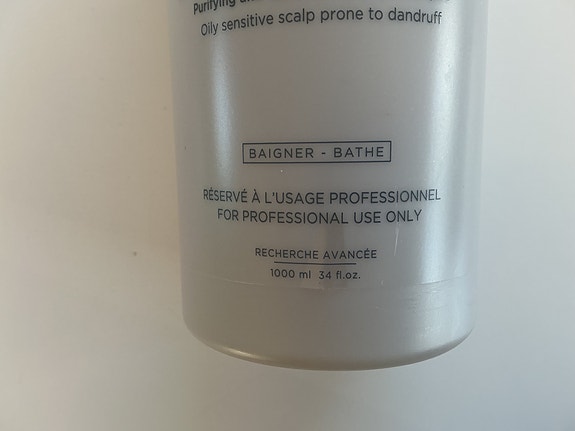 Purifying
Oily sensitive scalp prone to dandruff
BAIGNER - BATHE
RÉSERVÉ À L'USAGE PROFESSIONNEL
FOR PROFESSIONAL USE ONLY
RECHERCHE AVANCÉE
1000 ml 34 fl.oz.